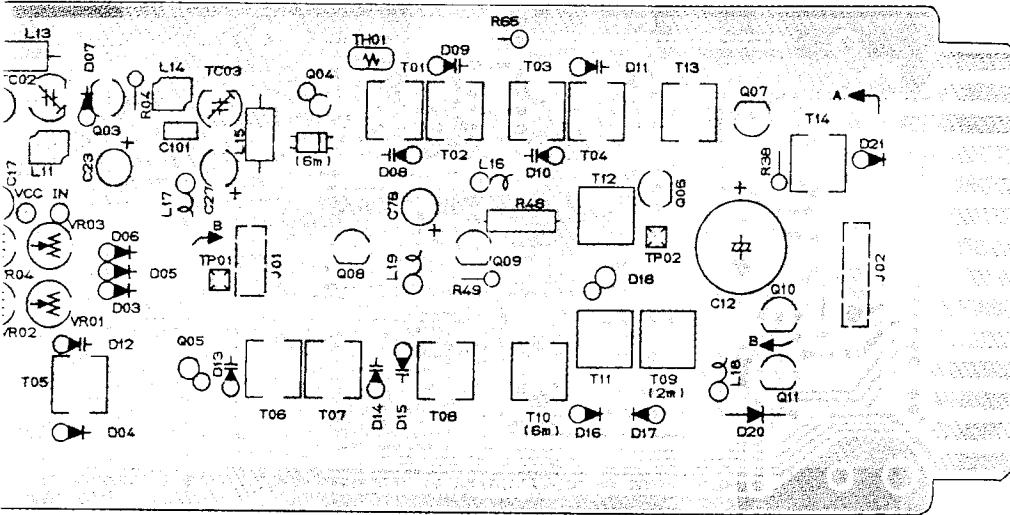 R65
L13
D07
L14
TC03
Q04
TH01
D09
T01
T03
D11
T13
Q07
A
C02
R04
Q03
C101
L15
(6m)
D08
T02
L16
D10
T04
T12
R38
T14
D21
C17
L11
C23
L17
C27
C78
R48
Q06
VCC IN
VR03
D06
D05
D03
B
TP01
J01
Q08
L19
Q09
R49
TP02
D18
C12
J02
VR02
VR01
D12
Q05
D13
D14
D15
Q10
B
L18
Q11
T05
D04
T06
T07
T08
T10
(6m)
T11
T09
(2m)
D16
D17
D20